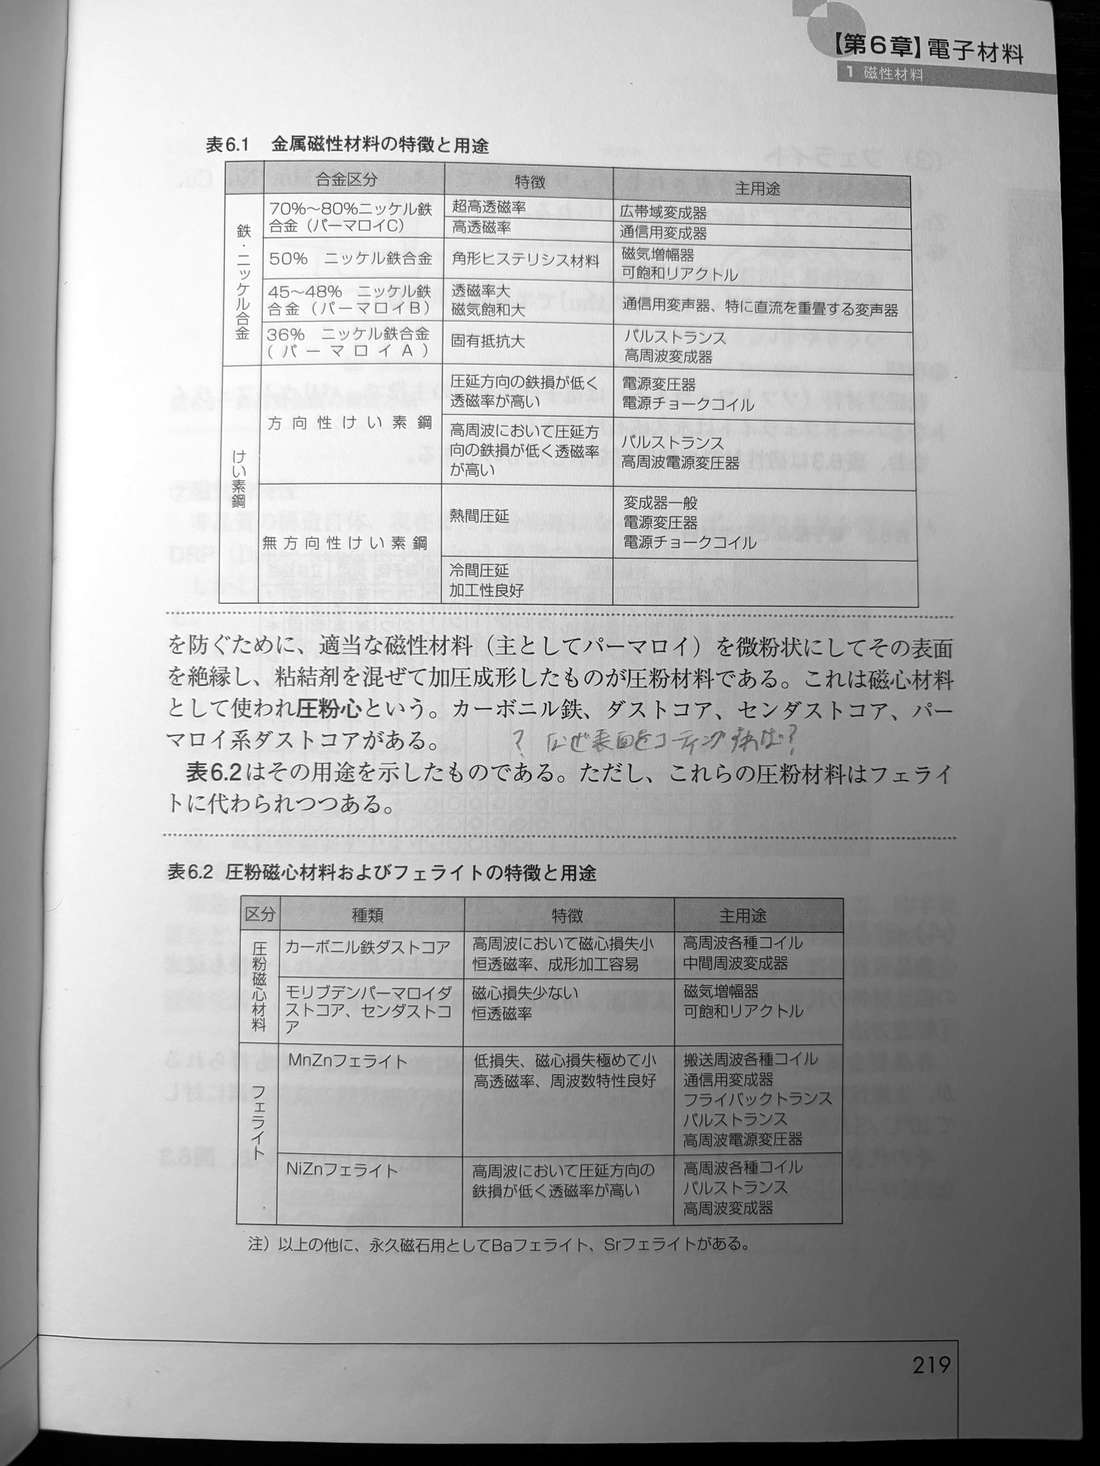 【第6章】電子材料
1 磁性材料
表6.1 金属磁性材料の特徴と用途
合金区分 特徴 主用途
鉄・ニッケル合金
70%～80%ニッケル鉄
合金（パーマロイC）
超高透磁率 広帯域変成器
高透磁率 通信用変成器
50% ニッケル鉄合金 角形ヒステリシス材料
磁気増幅器
可飽和リアクトル
45～48% ニッケル鉄
合金（パーマロイB）
透磁率大
磁気飽和大
通信用変声器、特に直流を重畳する変声器
36% ニッケル鉄合金
（パーマロイA）
固有抵抗大
パルストランス
高周波変成器
けい素鋼
方向性けい素鋼
圧延方向の鉄損が低く
透磁率が高い
電源変圧器
電源チョークコイル
高周波において圧延方
向の鉄損が低く透磁率
が高い
パルストランス
高周波電源変圧器
無方向性けい素鋼
熱間圧延
変成器一般
電源変圧器
電源チョークコイル
冷間圧延
加工性良好
を防ぐために、適当な磁性材料（主としてパーマロイ）を微粉状にしてその表面
を絶縁し、粘結剤を混ぜて加圧成形したものが圧粉材料である。これは磁心材料
として使われ圧粉心という。カーボニル鉄、ダストコア、センダストコア、パー
マロイ系ダストコアがある。
? なぜ表面をコーティング ?
表6.2はその用途を示したものである。ただし、これらの圧粉材料はフェライ
トに代わられつつある。
表6.2 圧粉磁心材料およびフェライトの特徴と用途
区分 種類 特徴 主用途
圧粉磁心材料
カーボニル鉄ダストコア
高周波において磁心損失小
恒透磁率、成形加工容易
高周波各種コイル
中間周波変成器
モリブデンパーマロイダ
ストコア、センダストコ
ア
磁心損失少ない
恒透磁率
磁気増幅器
可飽和リアクトル
フェライト
MnZnフェライト
低損失、磁心損失極めて小
高透磁率、周波数特性良好
搬送周波各種コイル
通信用変成器
フライバックトランス
パルストランス
高周波電源変圧器
NiZnフェライト
高周波において圧延方向の
鉄損が低く透磁率が高い
高周波各種コイル
パルストランス
高周波変成器
注）以上の他に、永久磁石用としてBaフェライト、Srフェライトがある。
219